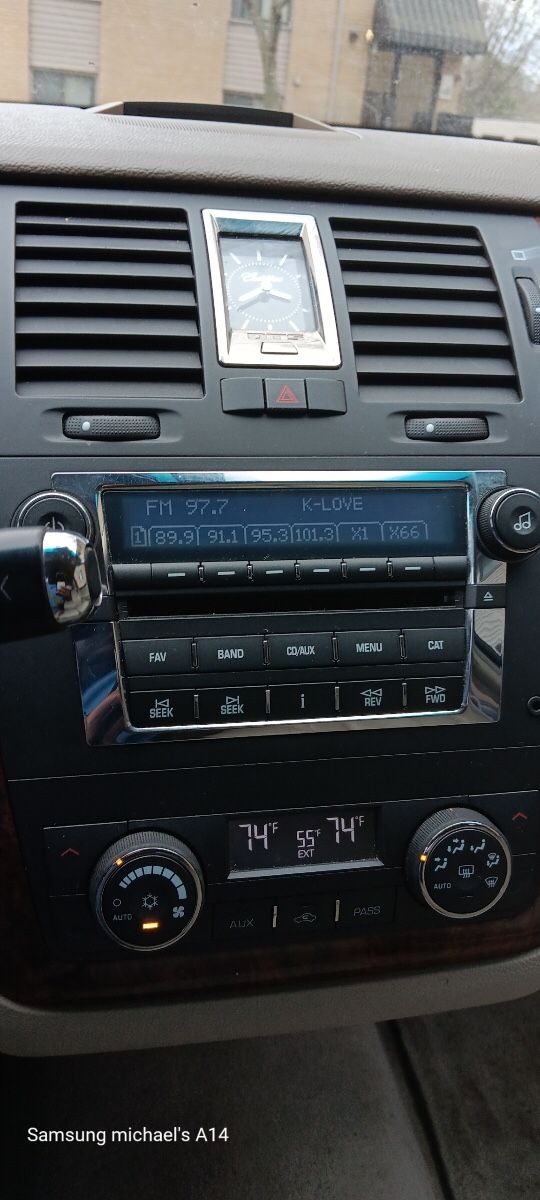 FM 97.7 K-LOVE
1 89.9 91.1 95.3 101.3 X1 X66
FAV BAND CD/AUX MENU CAT
SEEK SEEK i REV FWD
74°F 55°F 74°F
EXT
AUTO AUTO
AUX PASS
Samsung michael's A14